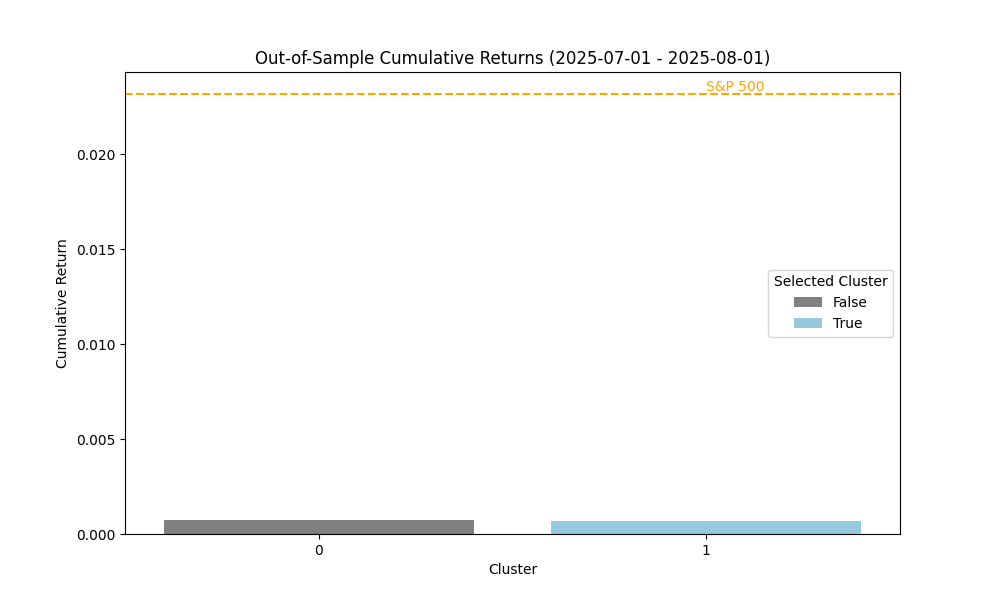 Out-of-Sample Cumulative Returns (2025-07-01 - 2025-08-01)
S&P 500
0.020
0.015
0.010
0.005
0.000
Cumulative Return
Selected Cluster
False
True
0 1
Cluster